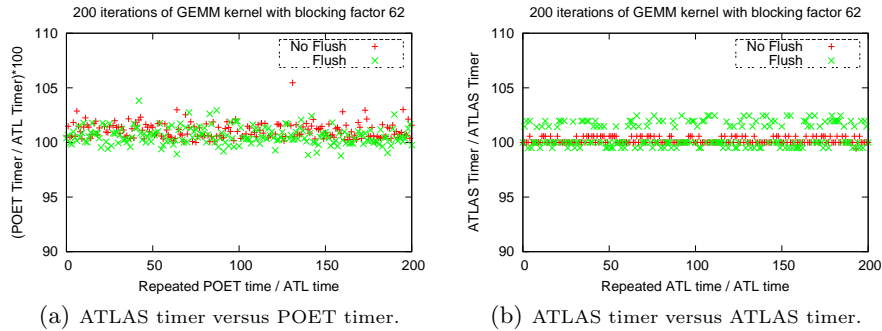 200 iterations of GEMM kernel with blocking factor 62
110
105
100
95
90
(POET Timer / ATL Timer)*100
No Flush
Flush
0 50 100 150 200
Repeated POET time / ATL time
(a) ATLAS timer versus POET timer.
200 iterations of GEMM kernel with blocking factor 62
110
105
100
95
90
ATLAS Timer / ATLAS Timer
No Flush
Flush
0 50 100 150 200
Repeated ATL time / ATL time
(b) ATLAS timer versus ATLAS timer.